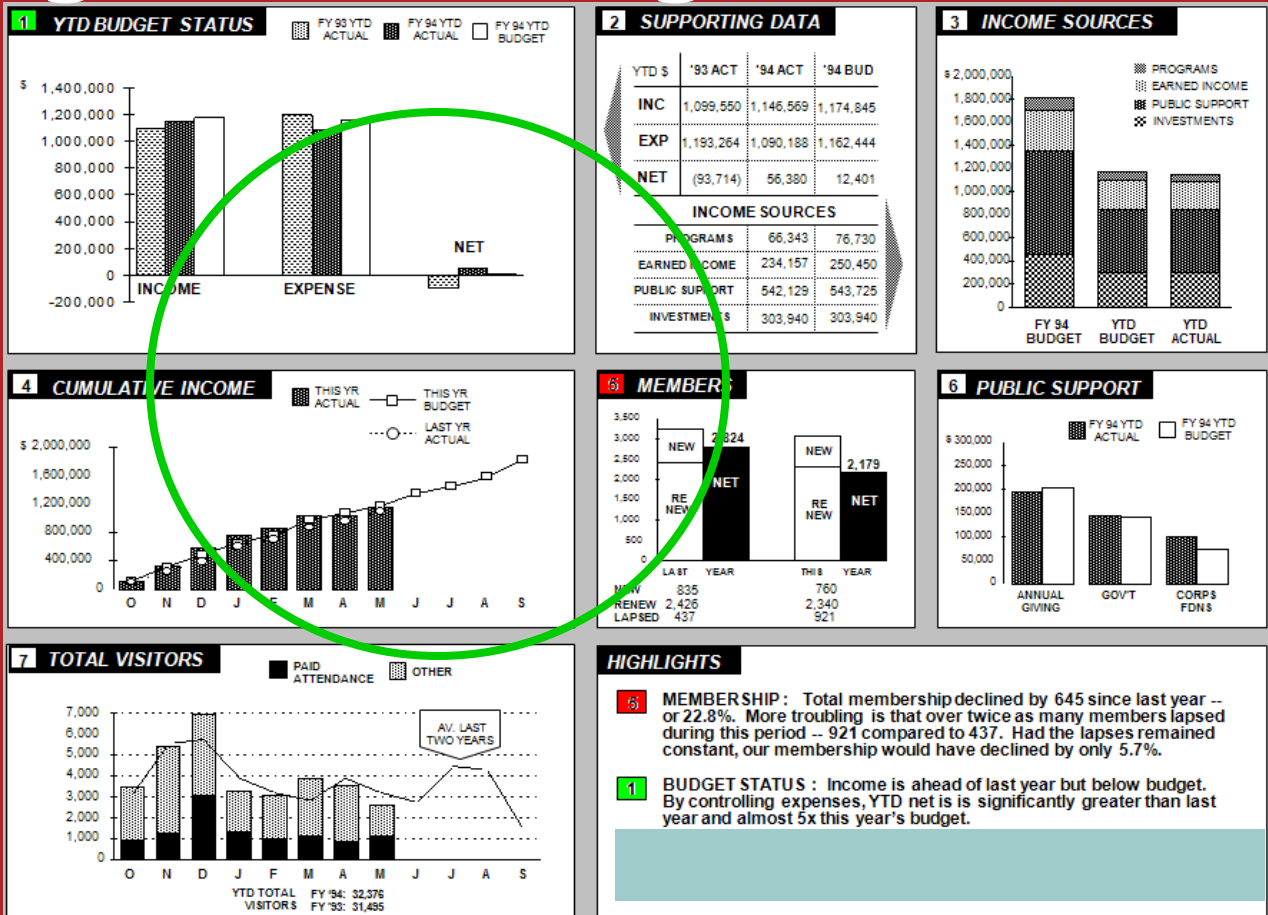 1 YTD BUDGET STATUS
FY 93 YTD ACTUAL
FY 94 YTD ACTUAL
FY 94 YTD BUDGET
$ 1,400,000
1,200,000
1,000,000
800,000
600,000
400,000
200,000
0
-200,000
INCOME
EXPENSE
NET
2 SUPPORTING DATA
YTD $ '93 ACT '94 ACT '94 BUD
INC 1,099,550 1,146,569 1,174,845
EXP 1,193,264 1,090,188 1,162,444
NET (93,714) 56,380 12,401
INCOME SOURCES
PROGRAMS 66,343 76,730
EARNED INCOME 234,157 250,450
PUBLIC SUPPORT 542,129 543,725
INVESTMENTS 303,940 303,940
3 INCOME SOURCES
$ 2,000,000
1,800,000
1,600,000
1,400,000
1,200,000
1,000,000
800,000
600,000
400,000
200,000
0
PROGRAMS
EARNED INCOME
PUBLIC SUPPORT
INVESTMENTS
FY 94 BUDGET
YTD BUDGET
YTD ACTUAL
4 CUMULATIVE INCOME
THIS YR ACTUAL
THIS YR BUDGET
LAST YR ACTUAL
$ 2,000,000
1,600,000
1,200,000
800,000
400,000
0
O N D J F M A M J J A S
MEMBERS
3,500
3,000
2,500
2,000
1,500
1,000
500
0
NEW
RE NEW
2,824
NET
NEW
RE NEW
2,179
NET
LAST YEAR THIS YEAR
NEW 835 760
RENEW 2,426 2,340
LAPSED 437 921
6 PUBLIC SUPPORT
FY 94 YTD ACTUAL
FY 94 YTD BUDGET
$ 300,000
250,000
200,000
150,000
100,000
50,000
0
ANNUAL GIVING
GOV'T
CORPS FDNS
7 TOTAL VISITORS
PAID ATTENDANCE
OTHER
7,000
6,000
5,000
4,000
3,000
2,000
1,000
0
AV. LAST
TWO YEARS
O N D J F M A M J J A S
YTD TOTAL FY '94: 32,376
VISITORS FY '93: 31,495
HIGHLIGHTS
MEMBERSHIP : Total membership declined by 645 since last year --
or 22.8%. More troubling is that over twice as many members lapsed
during this period -- 921 compared to 437. Had the lapses remained
constant, our membership would have declined by only 5.7%.
1 BUDGET STATUS : Income is ahead of last year but below budget.
By controlling expenses, YTD net is is significantly greater than last
year and almost 5x this year's budget.